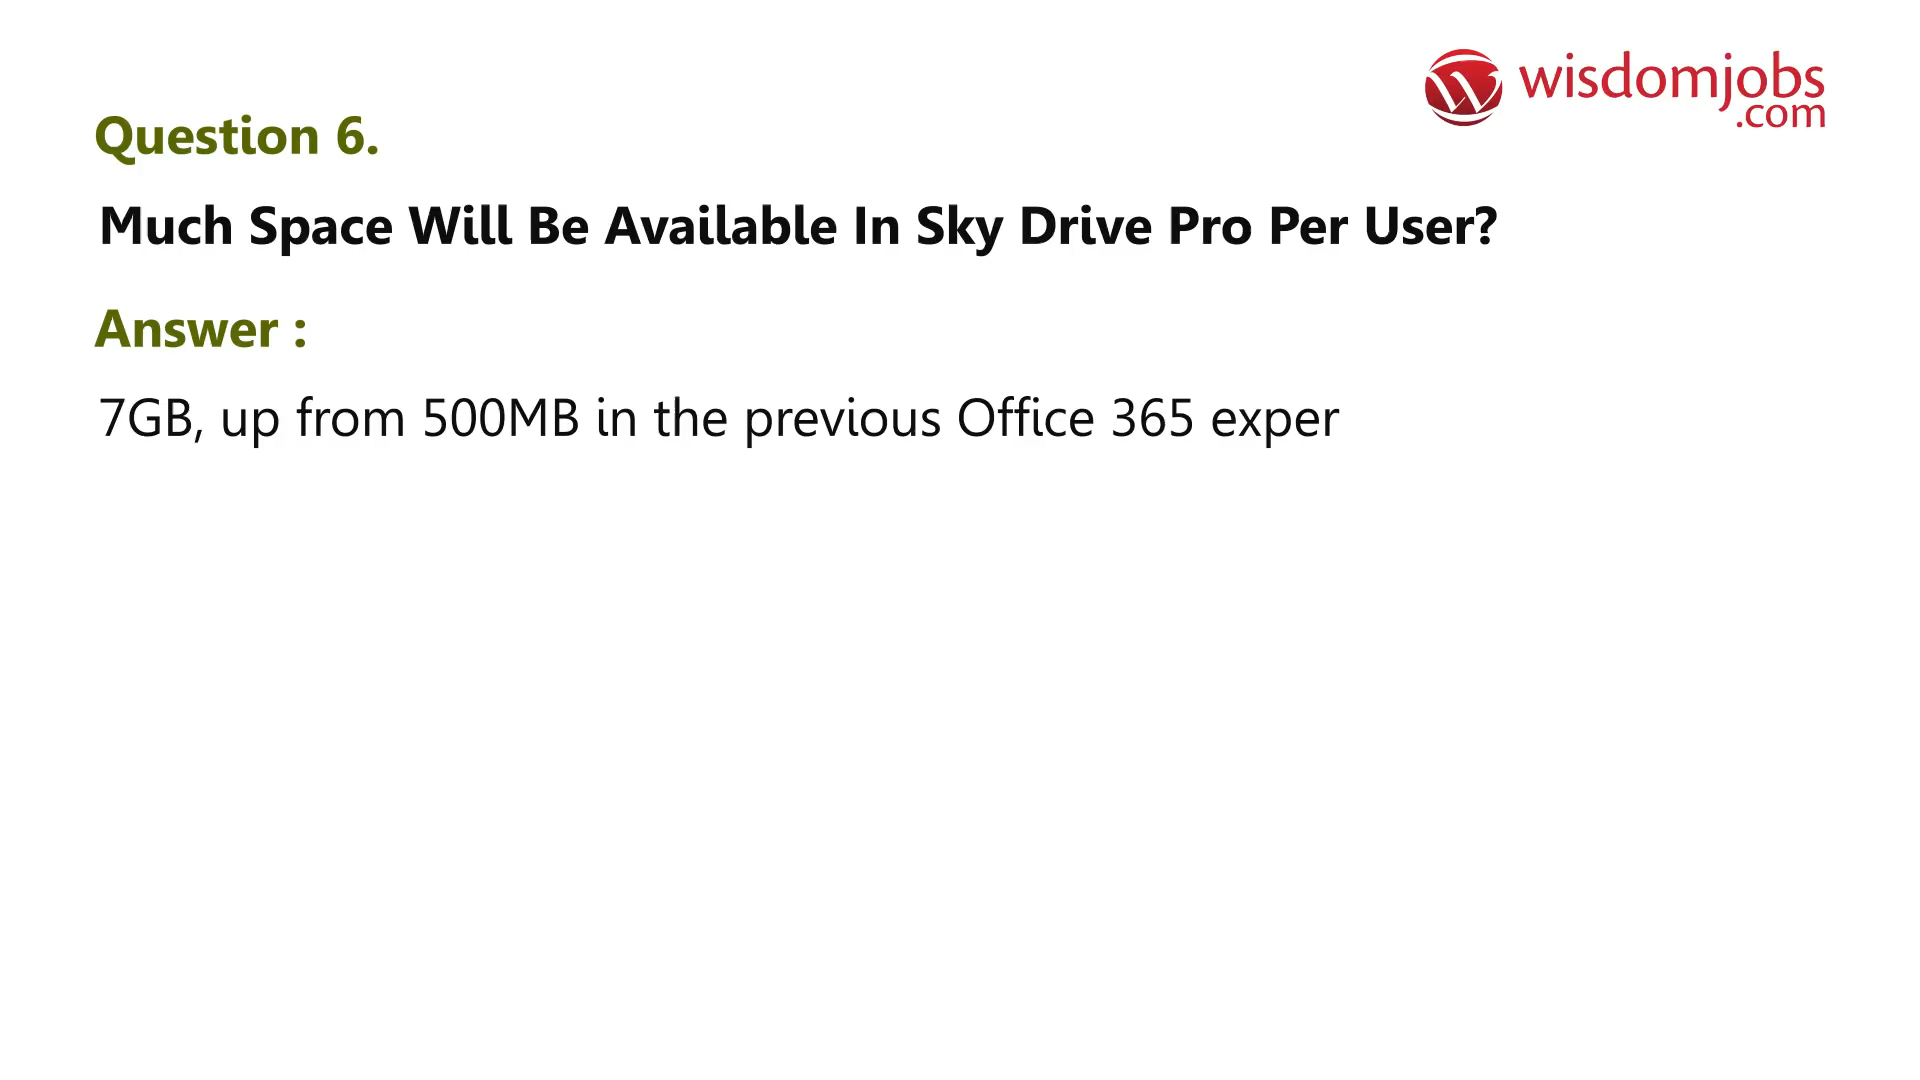 wisdomjobs
.com
Question 6.
Much Space Will Be Available In Sky Drive Pro Per User?
Answer :
7GB, up from 500MB in the previous Office 365 exper